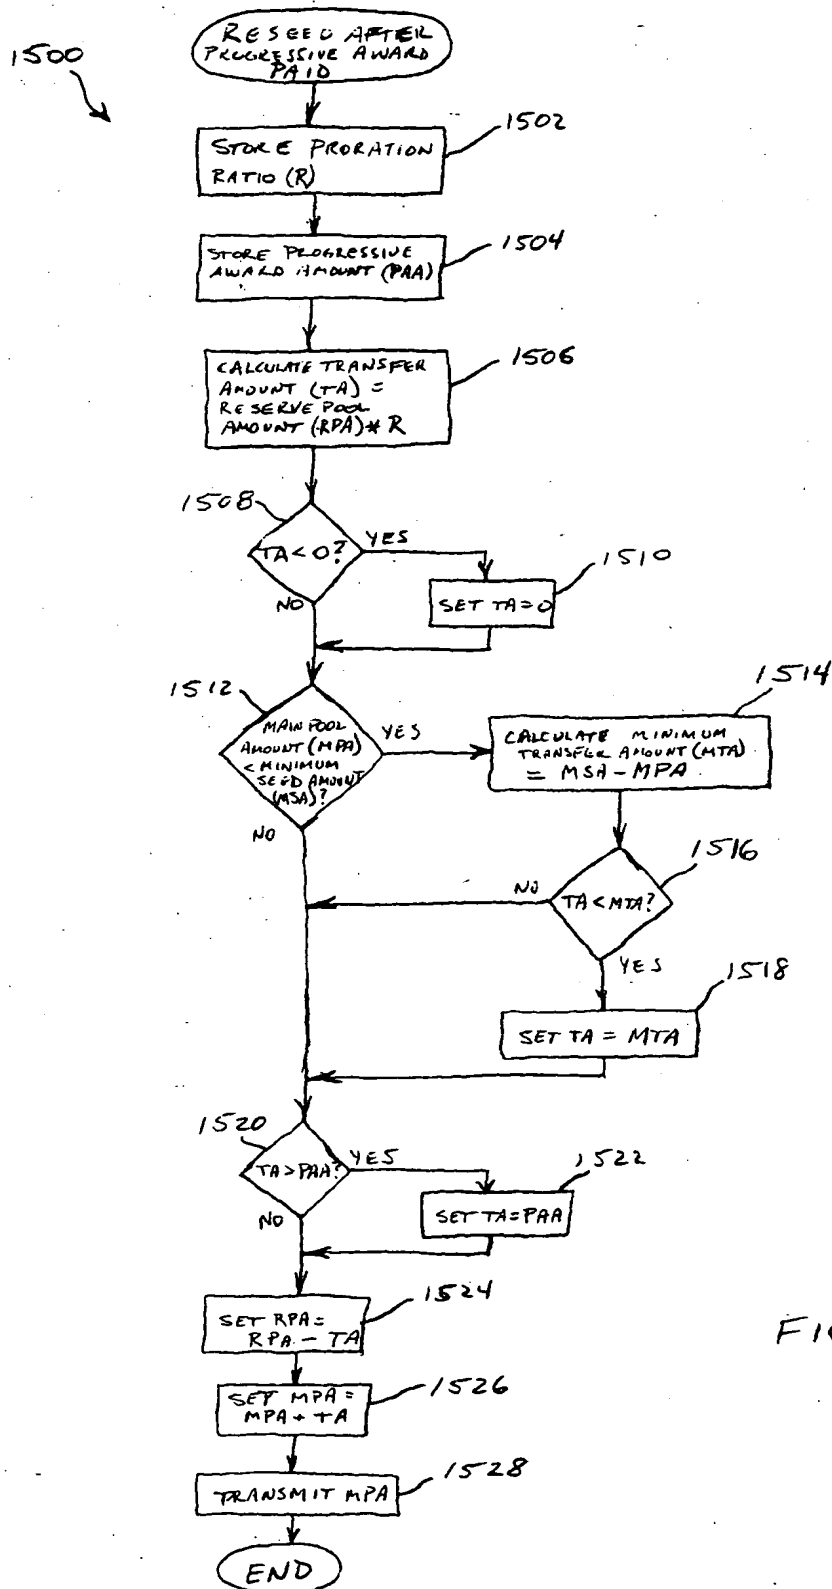 1500
RESEED AFTER
PROGRESSIVE AWARD
PAID
1502
STORE PRORATION
RATIO (R)
1504
STORE PROGRESSIVE
AWARD AMOUNT (PAA)
1506
CALCULATE TRANSFER
AMOUNT (TA) =
RESERVE POOL
AMOUNT (RPA) * R
1508
TA < 0?
YES
NO
1510
SET TA=0
1512
MAIN POOL
AMOUNT (MPA)
< MINIMUM
SEED AMOUNT
(MSA)?
YES
NO
1514
CALCULATE MINIMUM
TRANSFER AMOUNT (MTA)
= MSA - MPA
1516
TA < MTA?
NO
YES
1518
SET TA = MTA
1520
TA > PAA?
YES
NO
1522
SET TA=PAA
1524
SET RPA=
RPA - TA
1526
SET MPA =
MPA + TA
1528
TRANSMIT MPA
END